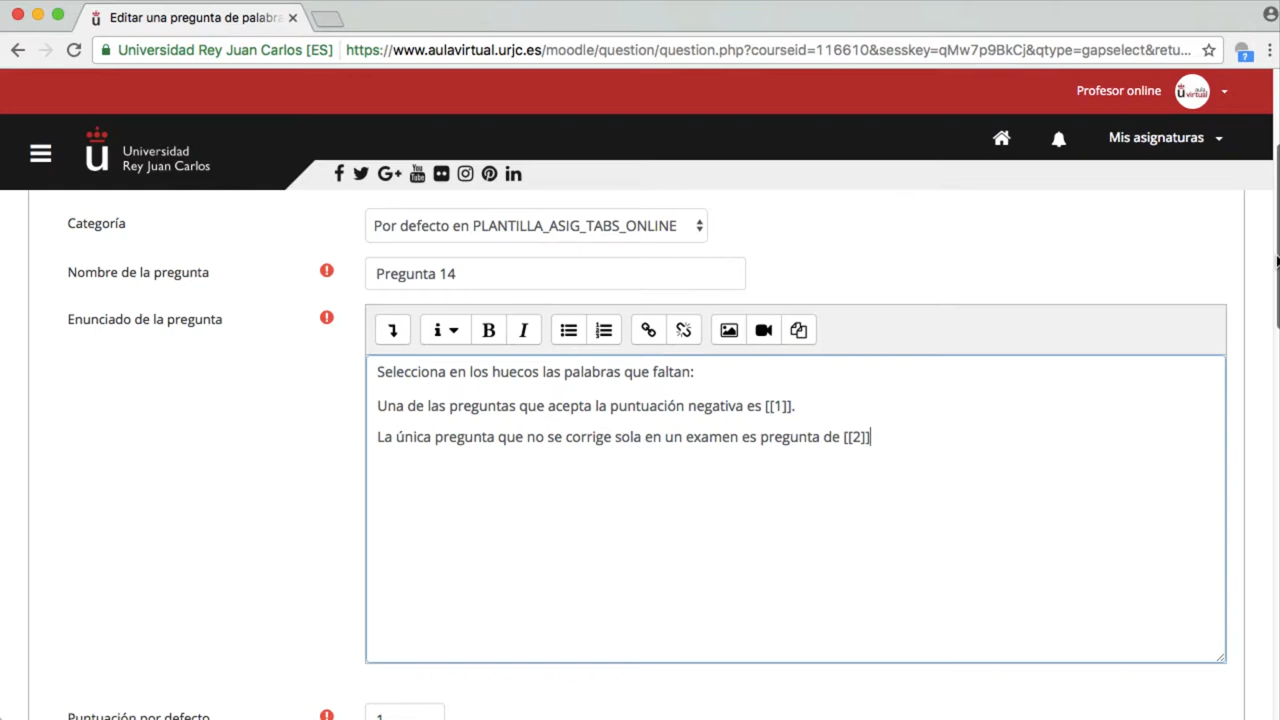 Editar una pregunta de palabra
Universidad Rey Juan Carlos [ES]
https://www.aulavirtual.urjc.es/moodle/question/question.php?courseid=116610&sesskey=qMw7p9BkCj&qtype=gapselect&retu...
Profesor online
u virtual
Universidad
Rey Juan Carlos
Mis asignaturas
Categoría
Por defecto en PLANTILLA_ASIG_TABS_ONLINE
Nombre de la pregunta
Pregunta 14
Enunciado de la pregunta
Selecciona en los huecos las palabras que faltan:
Una de las preguntas que acepta la puntuación negativa es [[1]].
La única pregunta que no se corrige sola en un examen es pregunta de [[2]]
Puntuación por defecto
1